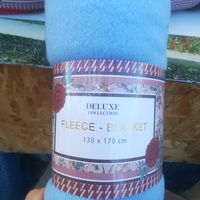 DELUXE
COLLECTION
FLEECE - BLANKET
130 x 170 cm